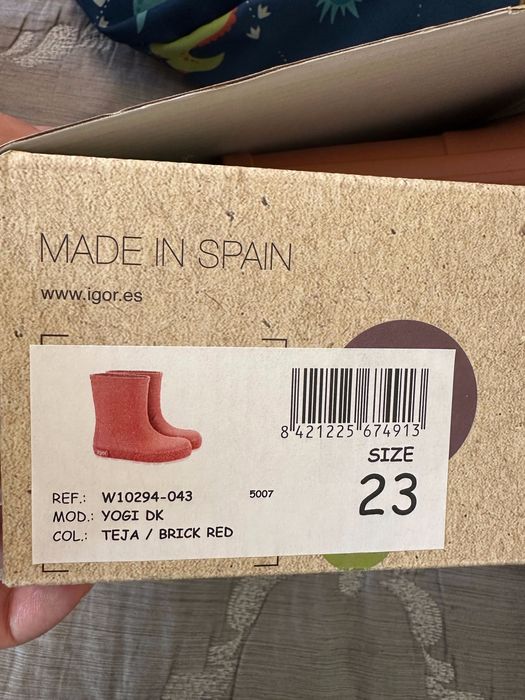 MADE IN SPAIN
www.igor.es
igor
8 421225 674913
SIZE
23
REF.: W10294-043 5007
MOD.: YOGI DK
COL.: TEJA / BRICK RED